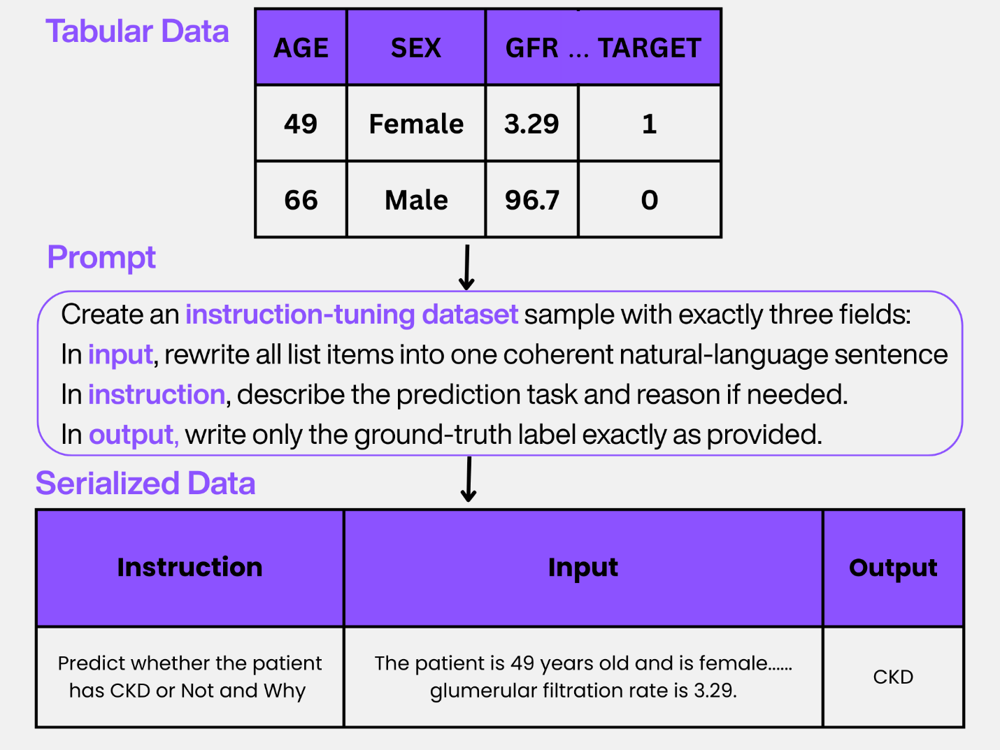 Tabular Data
AGE SEX GFR ... TARGET
49 Female 3.29 1
66 Male 96.7 0
Prompt
Create an instruction-tuning dataset sample with exactly three fields:
In input, rewrite all list items into one coherent natural-language sentence
In instruction, describe the prediction task and reason if needed.
In output, write only the ground-truth label exactly as provided.
Serialized Data
Instruction Input Output
Predict whether the patient
has CKD or Not and Why
The patient is 49 years old and is female......
glumerular filtration rate is 3.29.
CKD